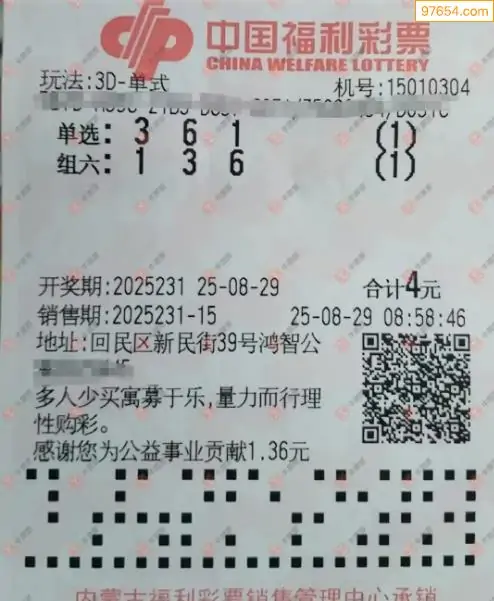 97654.com
中国福利彩票
CHINA WELFARE LOTTERY
玩法:3D-单式 机号:15010304
单选: 3 6 1 (1)
组六: 1 3 6 (1)
开奖期:2025231 25-08-29 合计4元
销售期:2025231-15 25-08-29 08:58:46
地址:回民区新民街39号鸿智公
多人少买寓募于乐,量力而行理
性购彩。
感谢您为公益事业贡献1.36元
内蒙古福利彩票销售管理中心承销